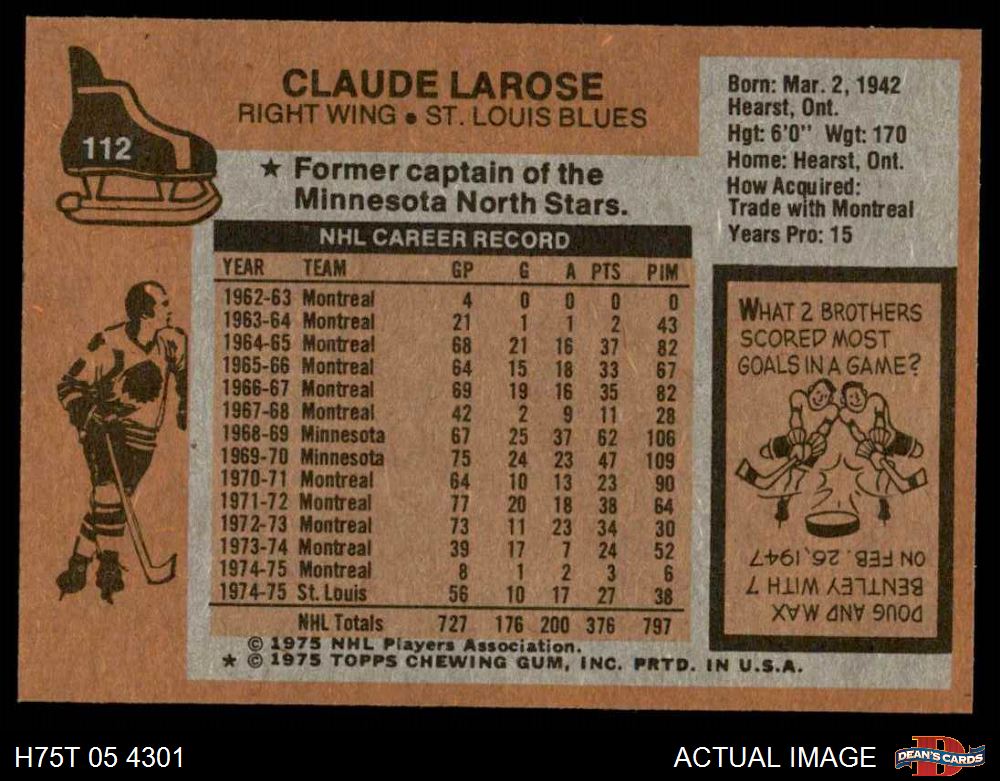 112
CLAUDE LAROSE
RIGHT WING • ST. LOUIS BLUES
★ Former captain of the
Minnesota North Stars.
Born: Mar. 2, 1942
Hearst, Ont.
Hgt: 6'0" Wgt: 170
Home: Hearst, Ont.
How Acquired:
Trade with Montreal
Years Pro: 15
NHL CAREER RECORD
YEAR TEAM GP G A PTS PIM
1962-63 Montreal 4 0 0 0 0
1963-64 Montreal 21 1 1 2 43
1964-65 Montreal 68 21 16 37 82
1965-66 Montreal 64 15 18 33 67
1966-67 Montreal 69 19 16 35 82
1967-68 Montreal 42 2 9 11 28
1968-69 Minnesota 67 25 37 62 106
1969-70 Minnesota 75 24 23 47 109
1970-71 Montreal 64 10 13 23 90
1971-72 Montreal 77 20 18 38 64
1972-73 Montreal 73 11 23 34 30
1973-74 Montreal 39 17 7 24 52
1974-75 Montreal 8 1 2 3 6
1974-75 St. Louis 56 10 17 27 38
NHL Totals 727 176 200 376 797
© 1975 NHL Players Association.
★ © 1975 TOPPS CHEWING GUM, INC. PRTD. IN U.S.A.
WHAT 2 BROTHERS
SCORED MOST
GOALS IN A GAME?
DOUG AND MAX
BENTLEY WITH 7
ON FEB. 26, 1947
H75T 05 4301
ACTUAL IMAGE
D
DEAN'S CARDS